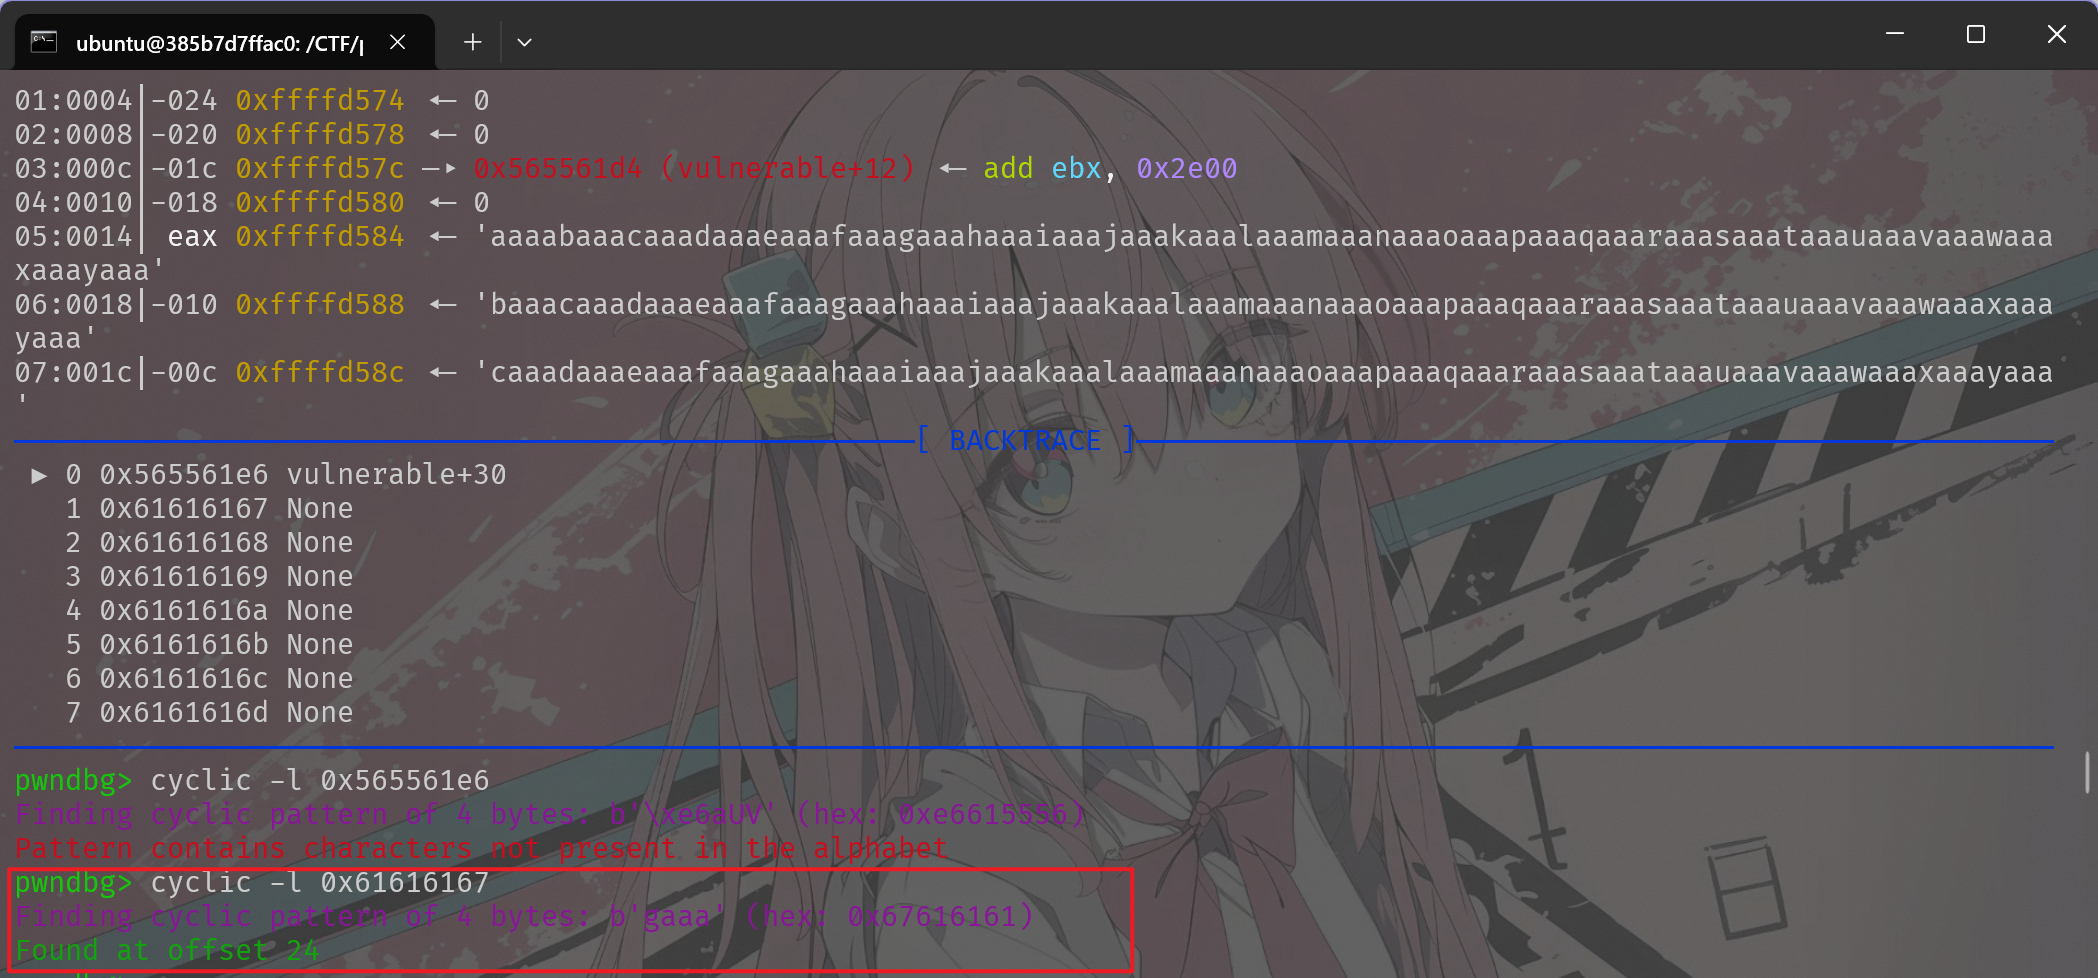 ubuntu@385b7d7ffac0: /CTF/p
01:0004│-024 0xffffd574 ◂— 0
02:0008│-020 0xffffd578 ◂— 0
03:000c│-01c 0xffffd57c —▸ 0x565561d4 (vulnerable+12) ◂— add ebx, 0x2e00
04:0010│-018 0xffffd580 ◂— 0
05:0014│ eax 0xffffd584 ◂— 'aaaabaaacaaadaaaeaaafaaagaaahaaaiaaajaaakaaalaaamaaanaaaoaaapaaaqaaaraaasaaataaauaaavaaawaaa
xaaayaaa'
06:0018│-010 0xffffd588 ◂— 'baaacaaadaaaeaaafaaagaaahaaaiaaajaaakaaalaaamaaanaaaoaaapaaaqaaaraaasaaataaauaaavaaawaaaxaaa
yaaa'
07:001c│-00c 0xffffd58c ◂— 'caaadaaaeaaafaaagaaahaaaiaaajaaakaaalaaamaaanaaaoaaapaaaqaaaraaasaaataaauaaavaaawaaaxaaayaaa
'
[ BACKTRACE ]
► 0 0x565561e6 vulnerable+30
1 0x61616167 None
2 0x61616168 None
3 0x61616169 None
4 0x6161616a None
5 0x6161616b None
6 0x6161616c None
7 0x6161616d None
pwndbg> cyclic -l 0x565561e6
Finding cyclic pattern of 4 bytes: b'\xe6aUV' (hex: 0xe6615556)
Pattern contains characters not present in the alphabet
pwndbg> cyclic -l 0x61616167
Finding cyclic pattern of 4 bytes: b'gaaa' (hex: 0x67616161)
Found at offset 24